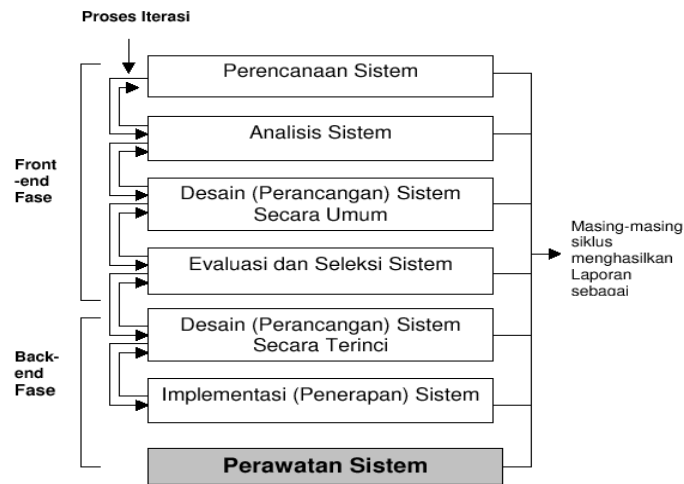 Proses Iterasi
Perencanaan Sistem
Analisis Sistem
Front
-end
Fase
Desain (Perancangan) Sistem
Secara Umum
Evaluasi dan Seleksi Sistem
Masing-masing
siklus
menghasilkan
Laporan
sebagai
Desain (Perancangan) Sistem
Secara Terinci
Back-
end
Fase
Implementasi (Penerapan) Sistem
Perawatan Sistem